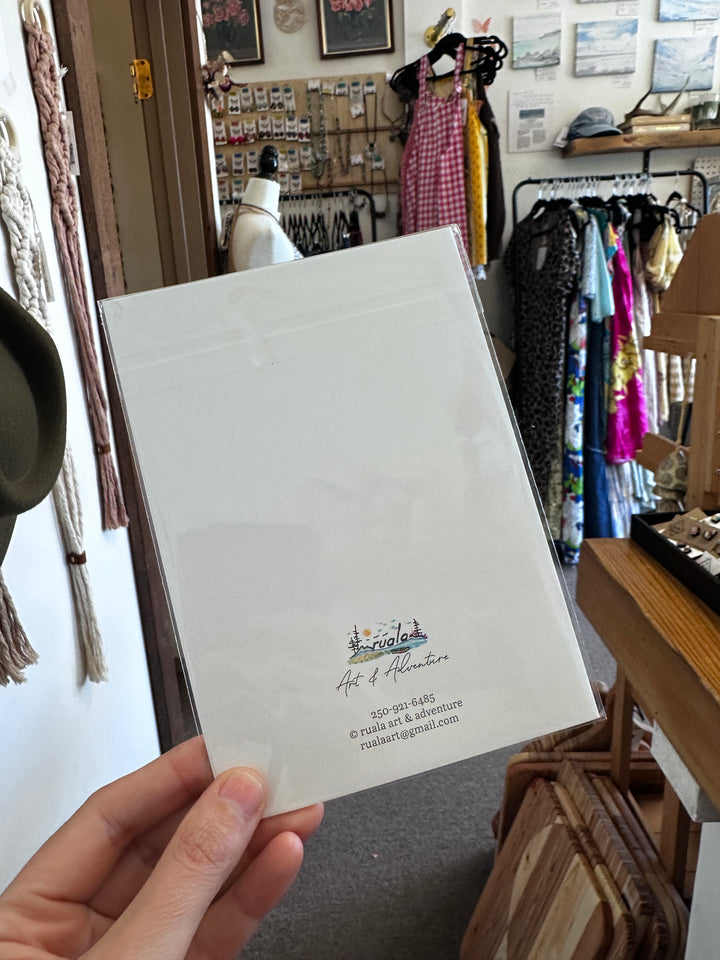 ruala
Art & Adventure
250-921-6485
© ruala art & adventure
rualaart@gmail.com